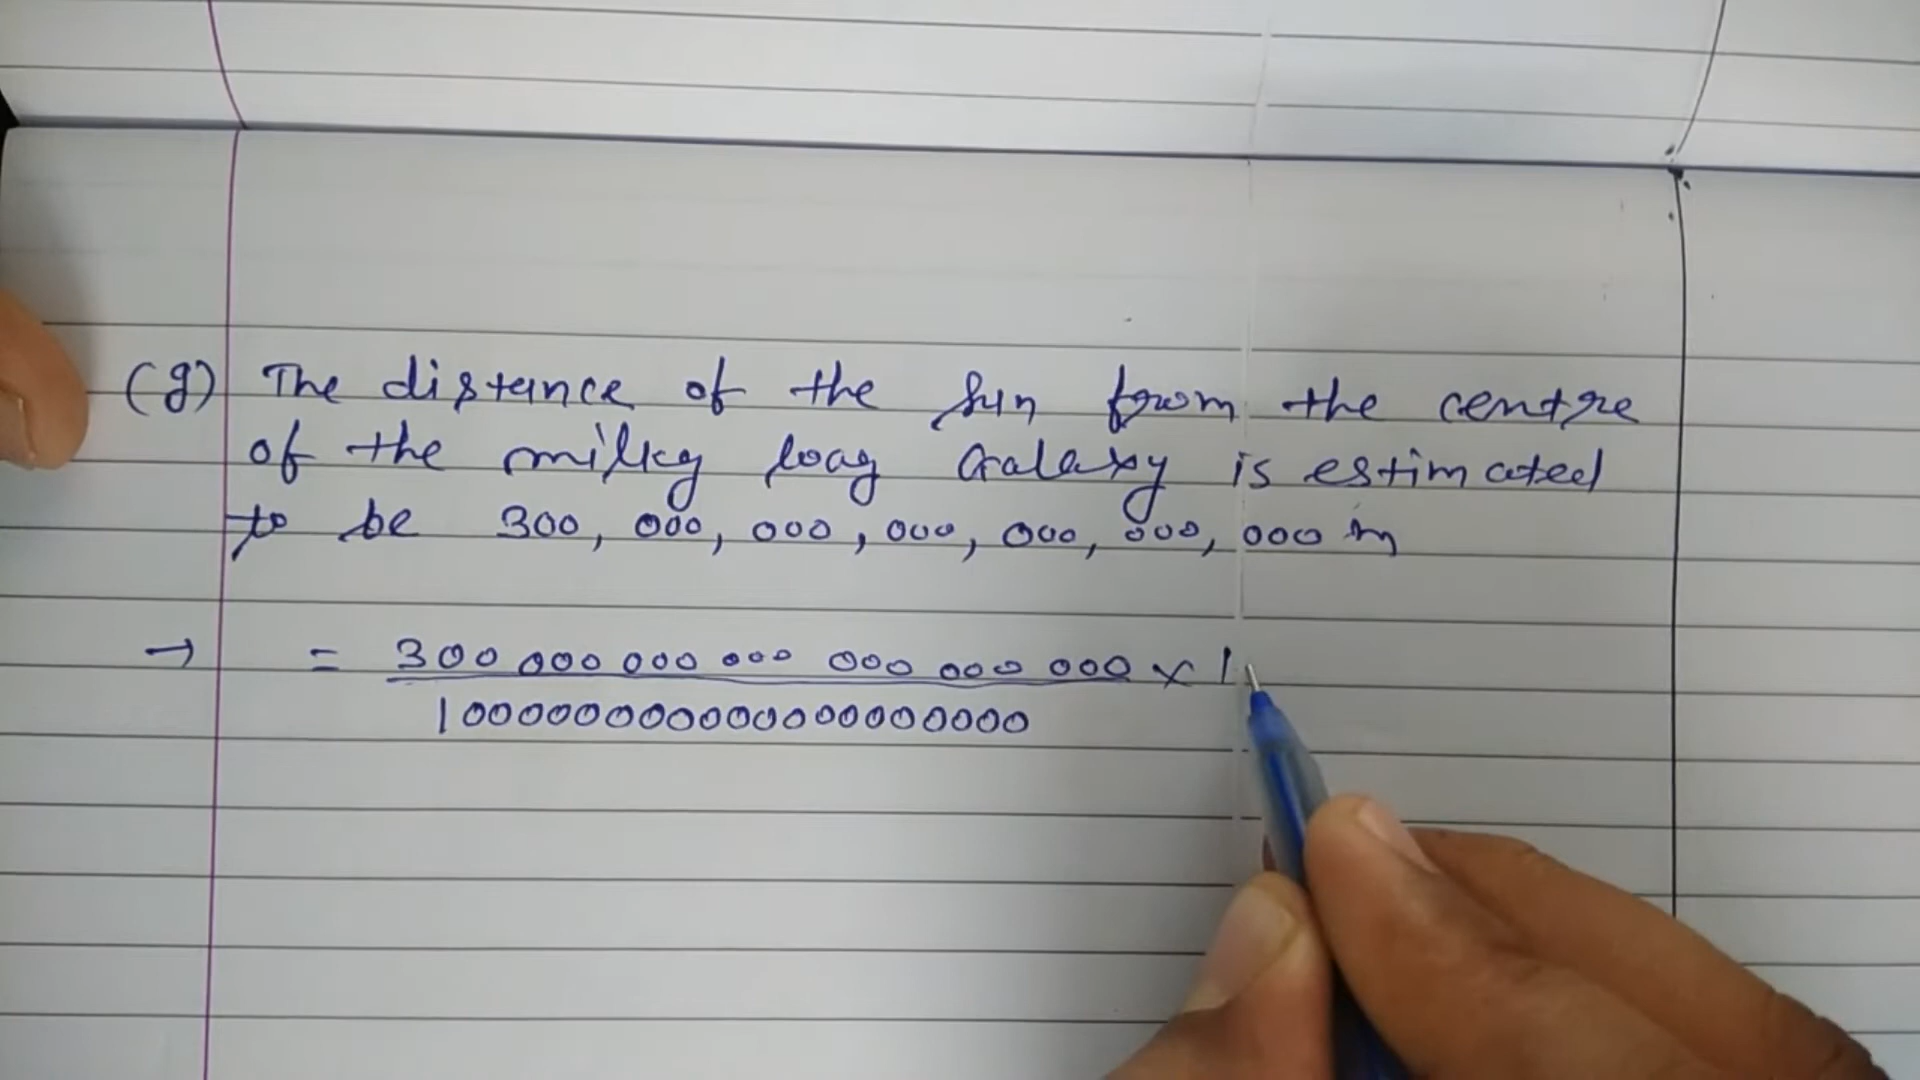 (g) The distance of the sun from the centre
of the milky way Galaxy is estimated
to be 300, 000, 000, 000, 000, 000, 000 m
→ = 300 000 000 000 000 000 000 × 1
100000000000000000000